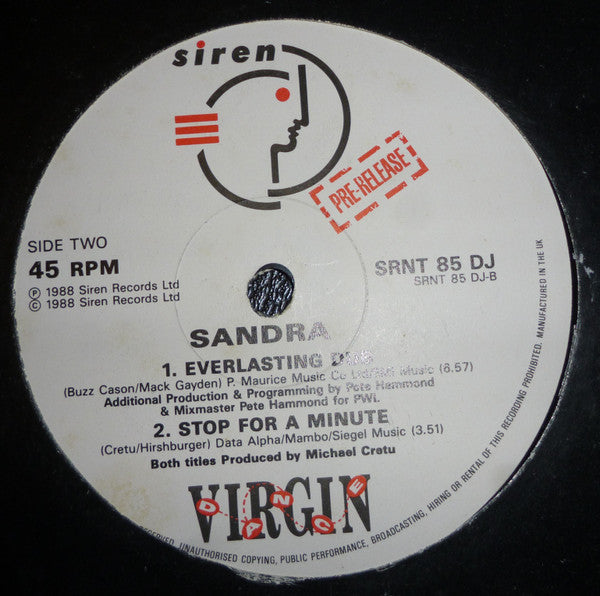 siren
PRE-RELEASE
SIDE TWO
45 RPM
Ⓟ 1988 Siren Records Ltd
© 1988 Siren Records Ltd
SRNT 85 DJ
SRNT 85 DJ-B
SANDRA
1. EVERLASTING DUB
(Buzz Cason/Mack Gayden) P. Maurice Music Co Ltd/ Music (6.57)
Additional Production & Programming by Pete Hammond
& Mixmaster Pete Hammond for PWL
2. STOP FOR A MINUTE
(Cretu/Hirshburger) Data Alpha/Mambo/Siegel Music (3.51)
Both titles Produced by Michael Cretu
VIRGIN
DANCE
RESERVED. UNAUTHORISED COPYING, PUBLIC PERFORMANCE, BROADCASTING, HIRING OR RENTAL OF THIS RECORDING PROHIBITED. MANUFACTURED IN THE UK